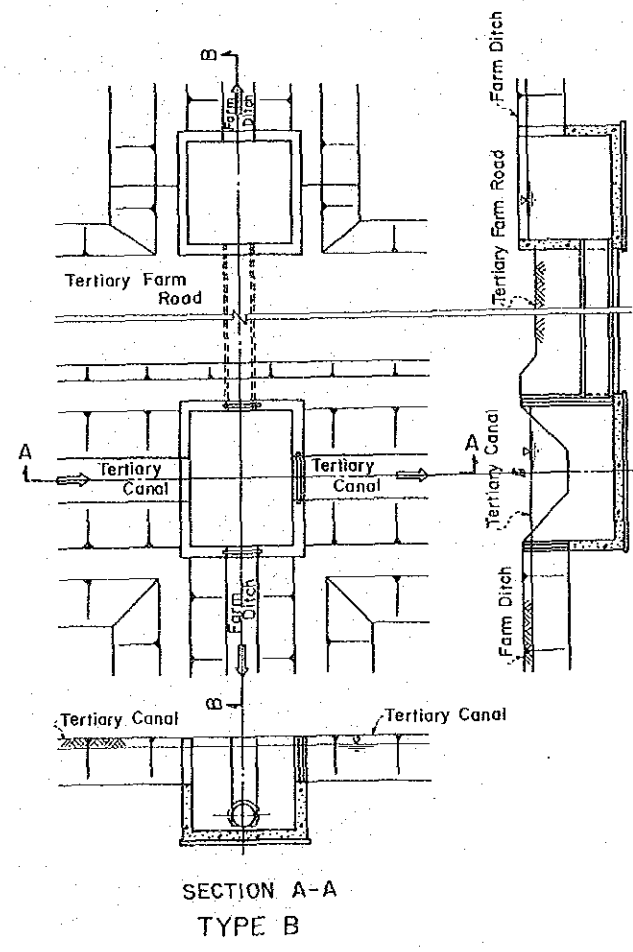 B
Farm
Ditch
Tertiary Farm
Road
A
Tertiary
Canal
Tertiary
Canal
A
Farm
Ditch
B
Farm Ditch
Tertiary Farm Road
Tertiary Canal
Farm Ditch
Tertiary Canal
Tertiary Canal
SECTION A-A
TYPE B